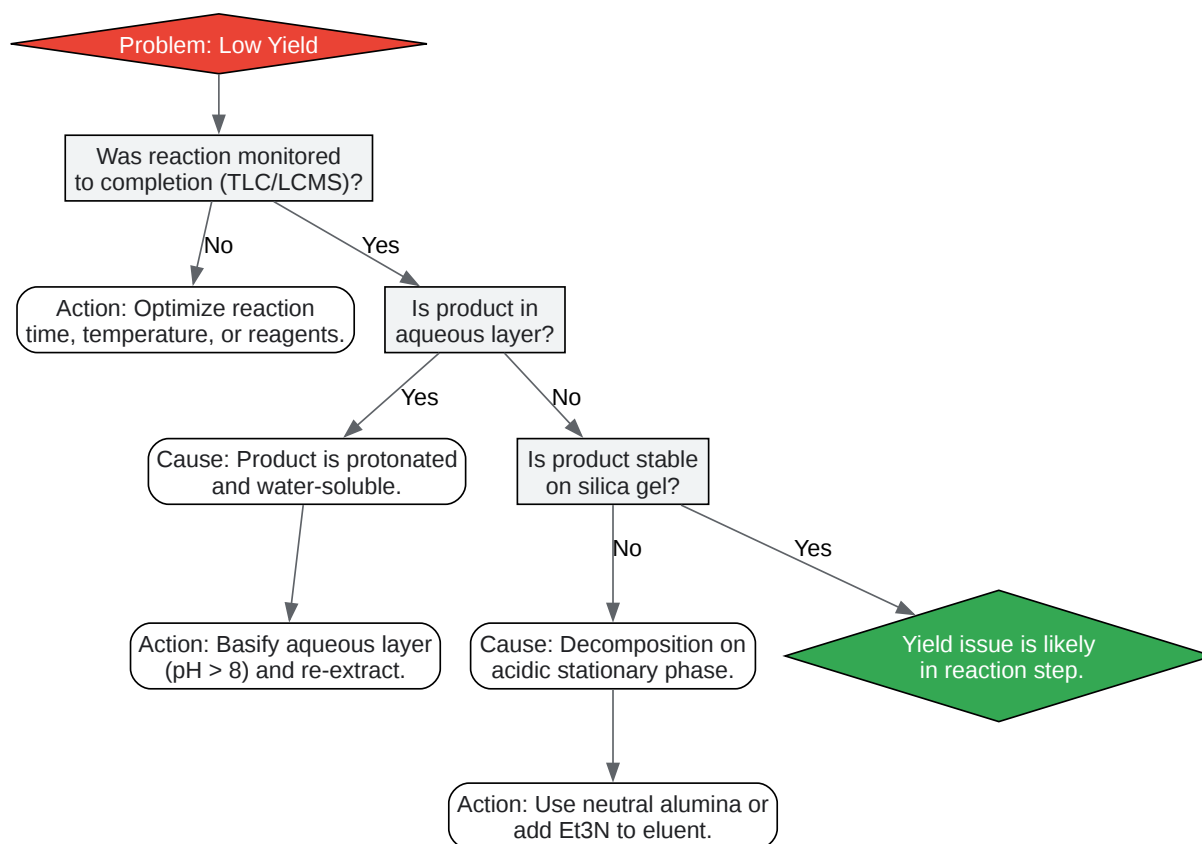 Problem: Low Yield
Was reaction monitored
to completion (TLC/LCMS)?
No
Yes
Action: Optimize reaction
time, temperature, or reagents.
Is product in
aqueous layer?
Yes
No
Cause: Product is protonated
and water-soluble.
Is product stable
on silica gel?
No
Yes
Action: Basify aqueous layer
(pH > 8) and re-extract.
Cause: Decomposition on
acidic stationary phase.
Yield issue is likely
in reaction step.
Action: Use neutral alumina or
add Et3N to eluent.